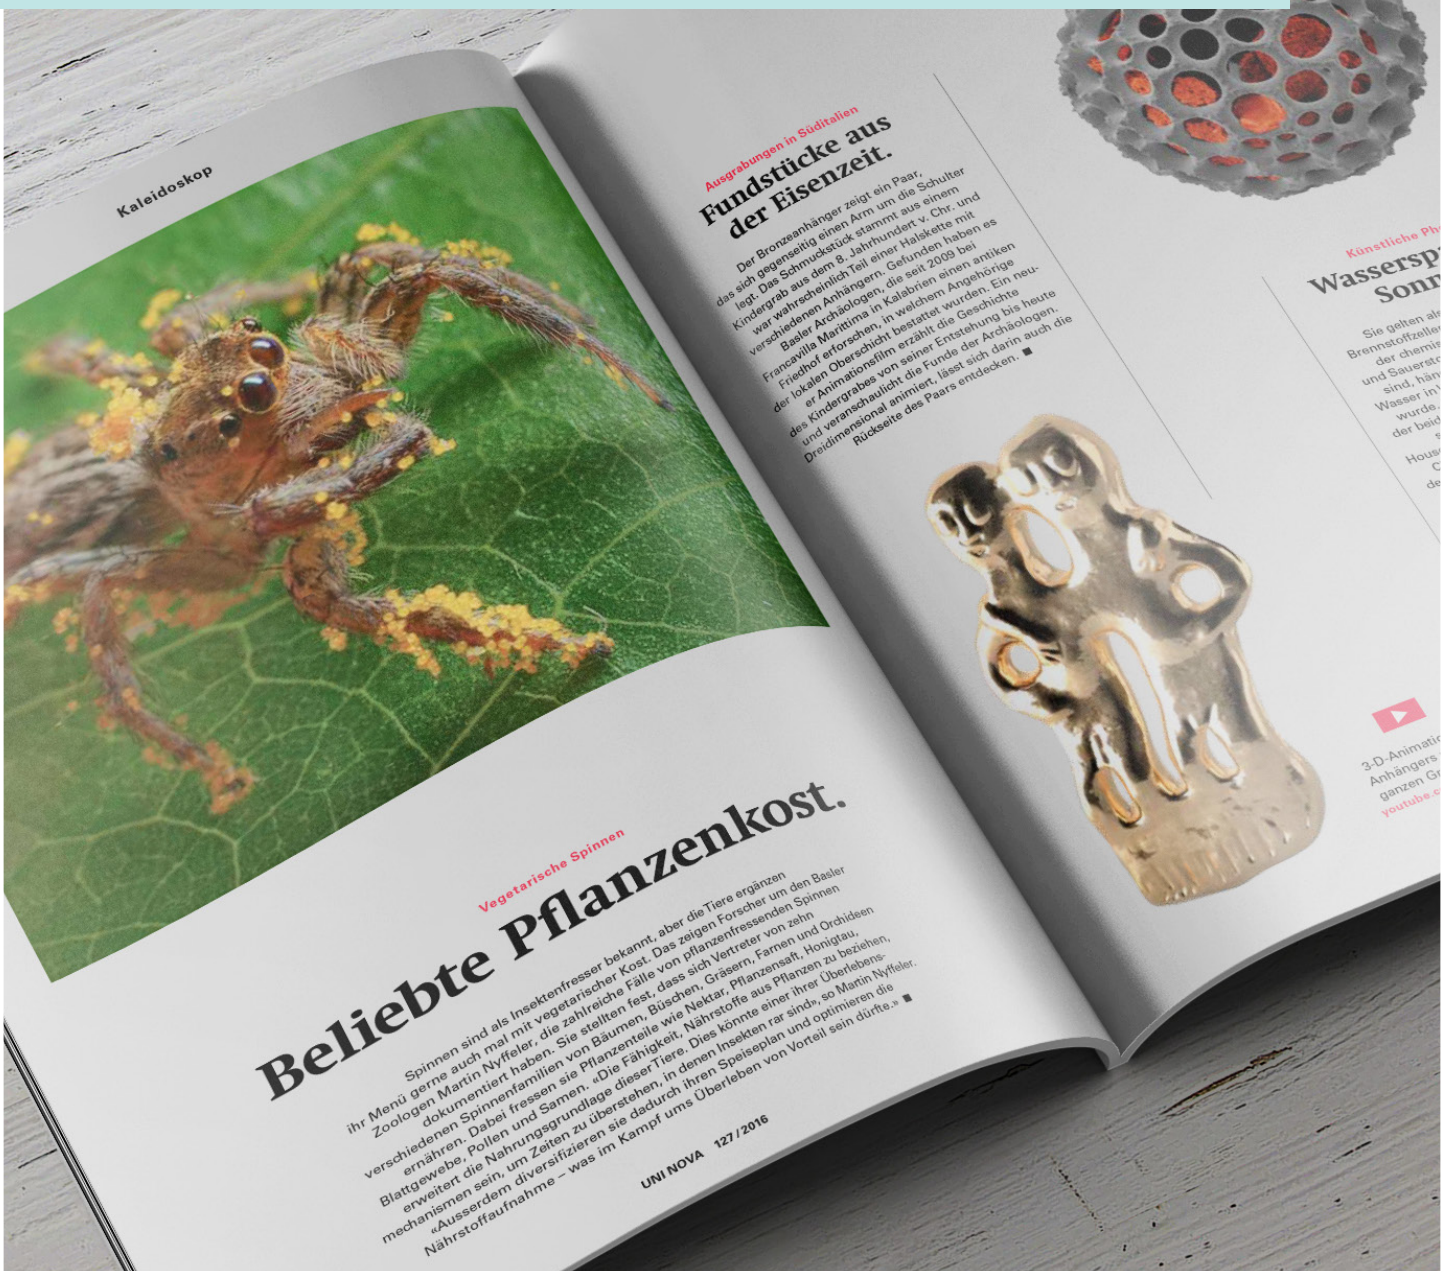 Kaleidoskop
Vegetarische Spinnen
Beliebte Pflanzenkost.
Spinnen sind als Insektenfresser bekannt, aber die Tiere ergänzen
ihr Menü gerne auch mal mit vegetarischer Kost. Das zeigen Forscher um den Basler
Zoologen Martin Nyffeler, die zahlreiche Fälle von pflanzenfressenden Spinnen
dokumentiert haben. Sie stellten fest, dass sich Vertreter von zehn
verschiedenen Spinnenfamilien von Bäumen, Büschen, Gräsern, Farnen und Orchideen
ernähren. Dabei fressen sie Pflanzenteile wie Nektar, Pflanzensaft, Honigtau,
Blattgewebe, Pollen und Samen. «Die Fähigkeit, Nährstoffe aus Pflanzen zu beziehen,
erweitert die Nahrungsgrundlage dieser Tiere. Dies könnte einer ihrer Überlebens-
mechanismen sein, um Zeiten zu überstehen, in denen Insekten rar sind», so Martin Nyffeler.
«Ausserdem diversifizieren sie dadurch ihren Speiseplan und optimieren die
Nährstoffaufnahme – was im Kampf ums Überleben von Vorteil sein dürfte.» ■
UNI NOVA 127 / 2016
Ausgrabungen in Süditalien
Fundstücke aus
der Eisenzeit.
Der Bronzeanhänger zeigt ein Paar,
das sich gegenseitig einen Arm um die Schulter
legt. Das Schmuckstück stammt aus einem
Kindergrab aus dem 8. Jahrhundert v. Chr. und
war wahrscheinlich Teil einer Halskette mit
verschiedenen Anhängern. Gefunden haben es
Basler Archäologen, die seit 2009 bei
Francavilla Marittima in Kalabrien einen antiken
Friedhof erforschen, in welchem Angehörige
der lokalen Oberschicht bestattet wurden. Ein neu-
er Animationsfilm erzählt die Geschichte
des Kindergrabes von seiner Entstehung bis heute
und veranschaulicht die Funde der Archäologen.
Dreidimensional animiert, lässt sich darin auch die
Rückseite des Paars entdecken. ■
Künstliche
Sie gelten
Brennstoffzellen
der
und
sind,
Wasser in
wurde.
der
3-D-Animation
Anhängers
ganzen